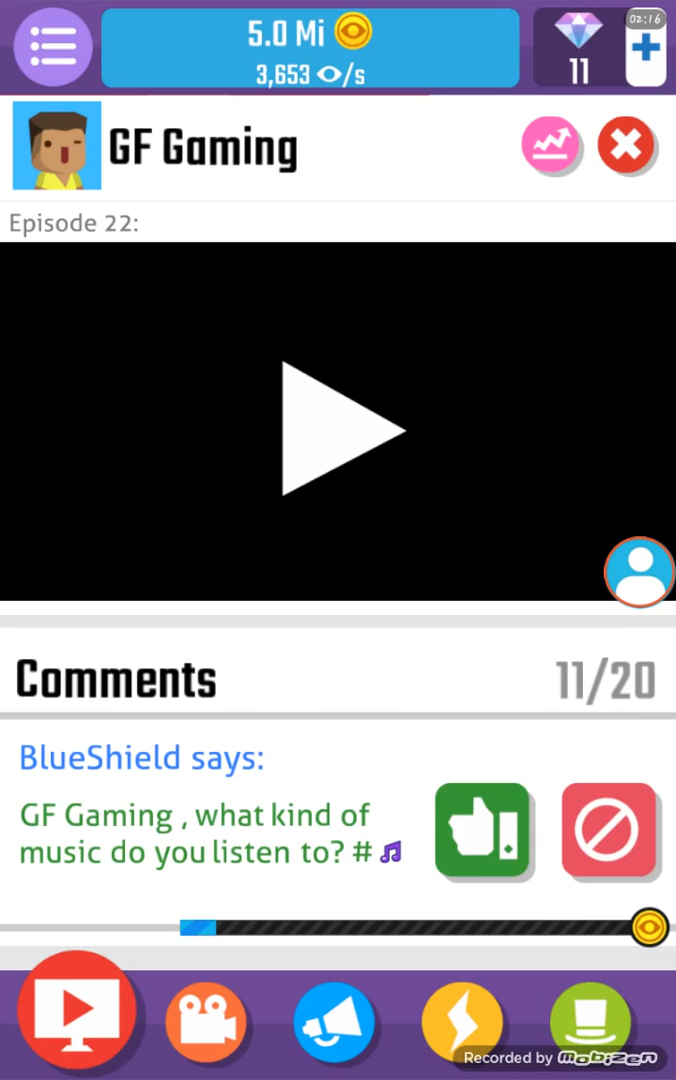 5.0 Mi
3,653 /s
11
02:16
GF Gaming
Episode 22:
Comments
11/20
BlueShield says:
GF Gaming , what kind of
music do you listen to? #
Recorded by mobizen